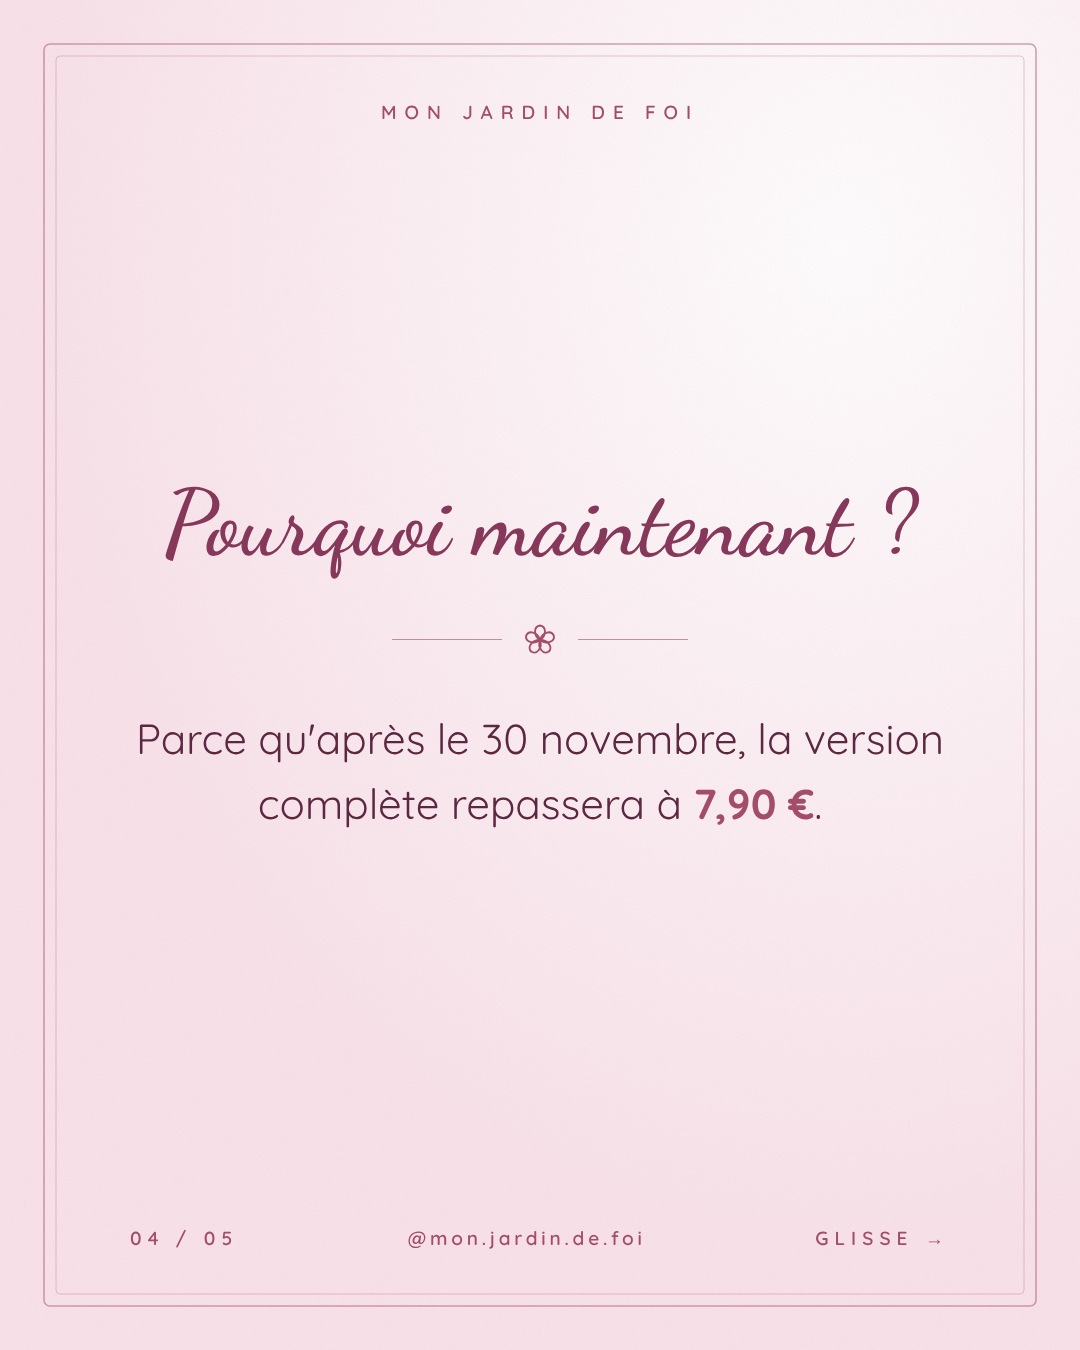 MON JARDIN DE FOI
Pourquoi maintenant ?
Parce qu'après le 30 novembre, la version
complète repassera à 7,90 €.
04 / 05
@mon.jardin.de.foi
GLISSE →